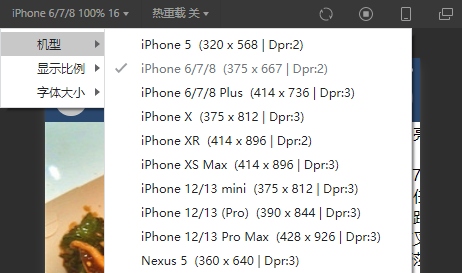 iPhone 6/7/8 100% 16 热重载 关
机型
显示比例
字体大小
iPhone 5 (320 x 568 | Dpr:2)
iPhone 6/7/8 (375 x 667 | Dpr:2)
iPhone 6/7/8 Plus (414 x 736 | Dpr:3)
iPhone X (375 x 812 | Dpr:3)
iPhone XR (414 x 896 | Dpr:2)
iPhone XS Max (414 x 896 | Dpr:3)
iPhone 12/13 mini (375 x 812 | Dpr:3)
iPhone 12/13 (Pro) (390 x 844 | Dpr:3)
iPhone 12/13 Pro Max (428 x 926 | Dpr:3)
Nexus 5 (360 x 640 | Dpr:3)